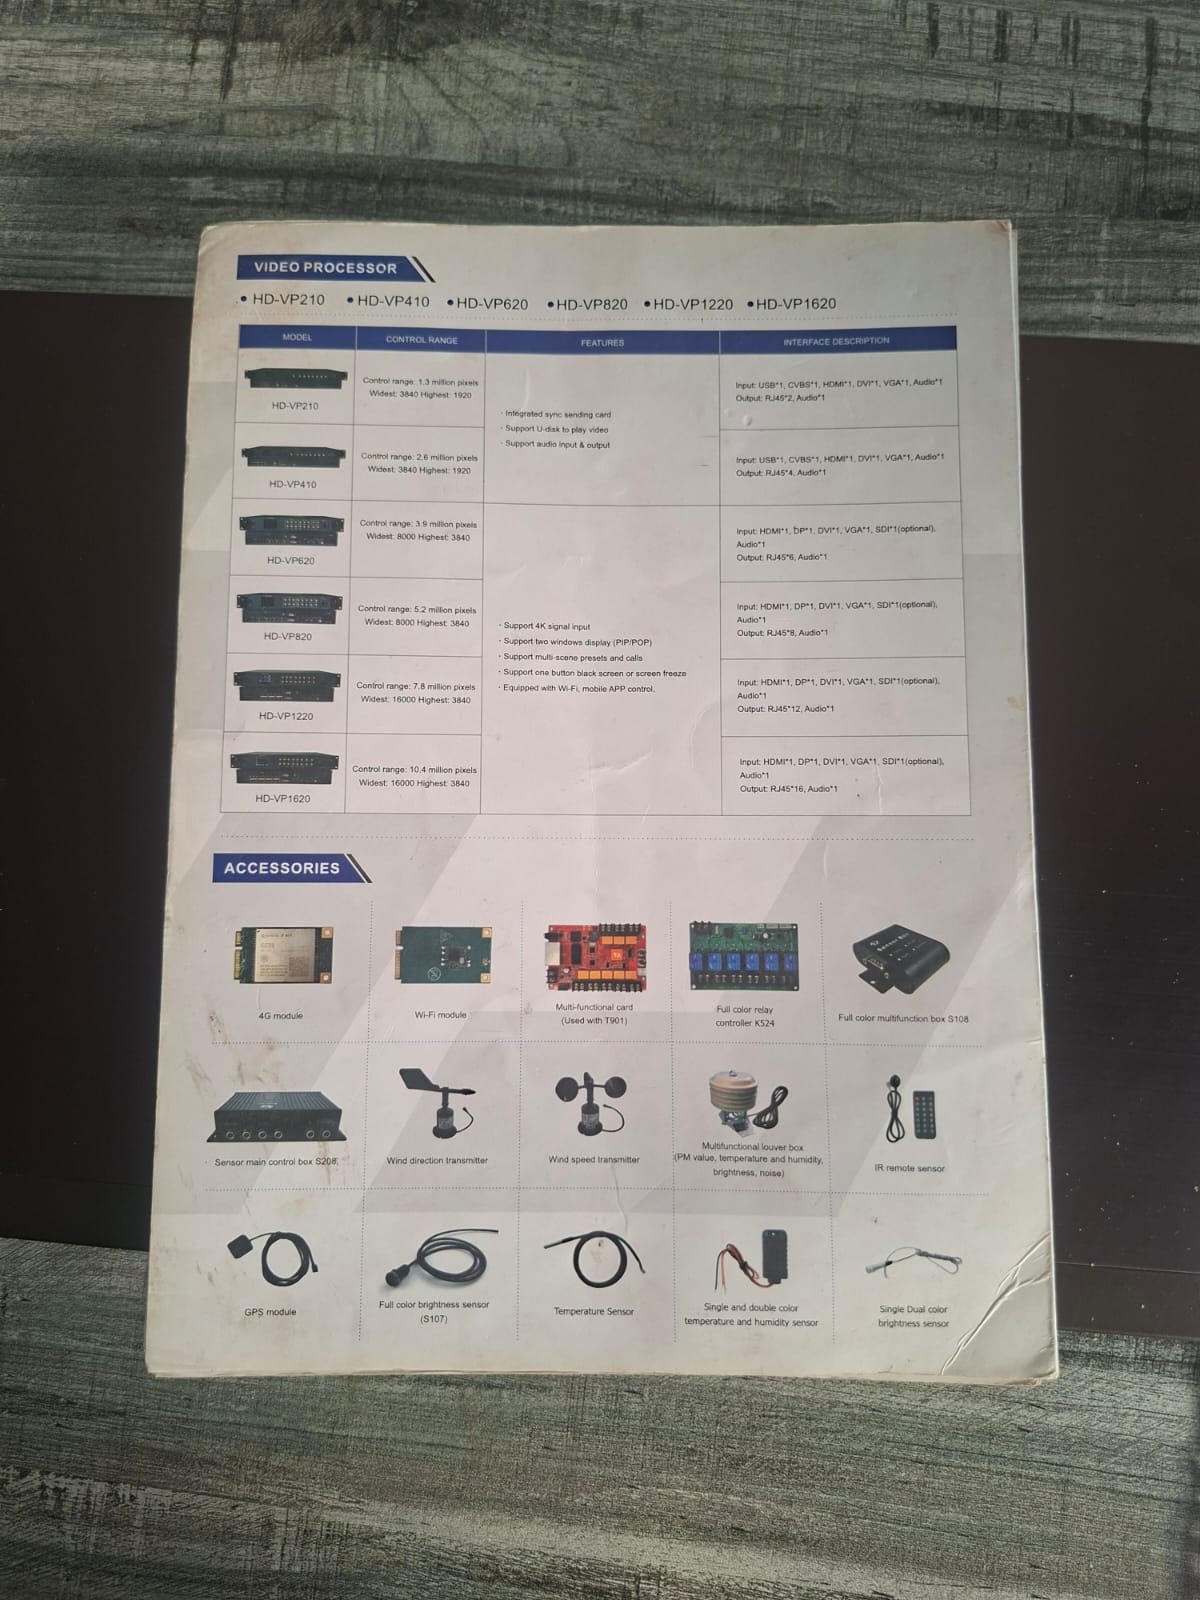 VIDEO PROCESSOR
• HD-VP210 • HD-VP410 • HD-VP620 • HD-VP820 • HD-VP1220 • HD-VP1620
MODEL CONTROL RANGE FEATURES INTERFACE DESCRIPTION
HD-VP210
Control range: 1.3 million pixels
Widest: 3840 Highest: 1920
· Integrated sync sending card
· Support U-disk to play video
· Support audio input & output
Input: USB*1, CVBS*1, HDMI*1, DVI*1, VGA*1, Audio*1
Output: RJ45*2, Audio*1
HD-VP410
Control range: 2.6 million pixels
Widest: 3840 Highest: 1920
Input: USB*1, CVBS*1, HDMI*1, DVI*1, VGA*1, Audio*1
Output: RJ45*4, Audio*1
HD-VP620
Control range: 3.9 million pixels
Widest: 8000 Highest: 3840
Input: HDMI*1, DP*1, DVI*1, VGA*1, SDI*1(optional),
Audio*1
Output: RJ45*6, Audio*1
HD-VP820
Control range: 5.2 million pixels
Widest: 8000 Highest: 3840
· Support 4K signal input
· Support two windows display (PIP/POP)
· Support multi-scene presets and calls
· Support one button black screen or screen freeze
· Equipped with Wi-Fi, mobile APP control.
Input: HDMI*1, DP*1, DVI*1, VGA*1, SDI*1(optional),
Audio*1
Output: RJ45*8, Audio*1
HD-VP1220
Control range: 7.8 million pixels
Widest: 16000 Highest: 3840
Input: HDMI*1, DP*1, DVI*1, VGA*1, SDI*1(optional),
Audio*1
Output: RJ45*12, Audio*1
HD-VP1620
Control range: 10.4 million pixels
Widest: 16000 Highest: 3840
Input: HDMI*1, DP*1, DVI*1, VGA*1, SDI*1(optional),
Audio*1
Output: RJ45*16, Audio*1
ACCESSORIES
4G module
Wi-Fi module
Multi-functional card
(Used with T901)
Full color relay
controller K524
Sensor Box
Full color multifunction box S108
Sensor main control box S208
Wind direction transmitter
Wind speed transmitter
Multifunctional louver box
(PM value, temperature and humidity,
brightness, noise)
IR remote sensor
GPS module
Full color brightness sensor
(S107)
Temperature Sensor
Single and double color
temperature and humidity sensor
Single Dual color
brightness sensor